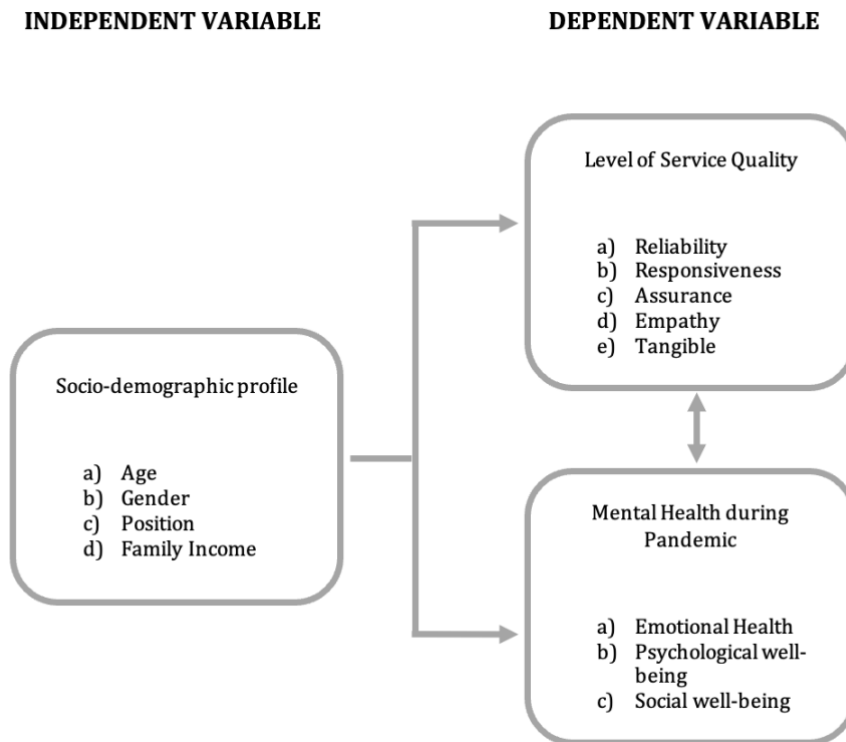 INDEPENDENT VARIABLE
DEPENDENT VARIABLE
Level of Service Quality
a) Reliability
b) Responsiveness
c) Assurance
d) Empathy
e) Tangible
Socio-demographic profile
a) Age
b) Gender
c) Position
d) Family Income
Mental Health during
Pandemic
a) Emotional Health
b) Psychological well-
being
c) Social well-being